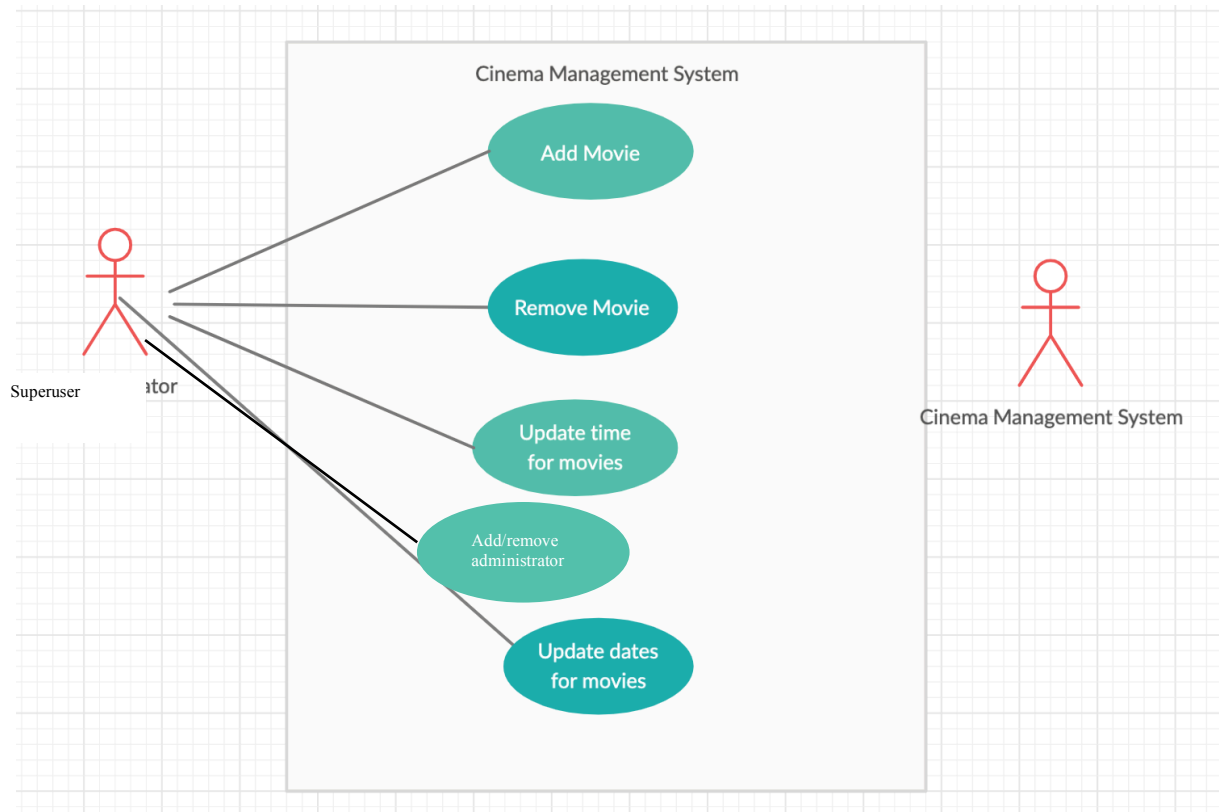 Cinema Management System
Add Movie
Remove Movie
Superuser
ator
Cinema Management System
Update time
for movies
Add/remove
administrator
Update dates
for movies